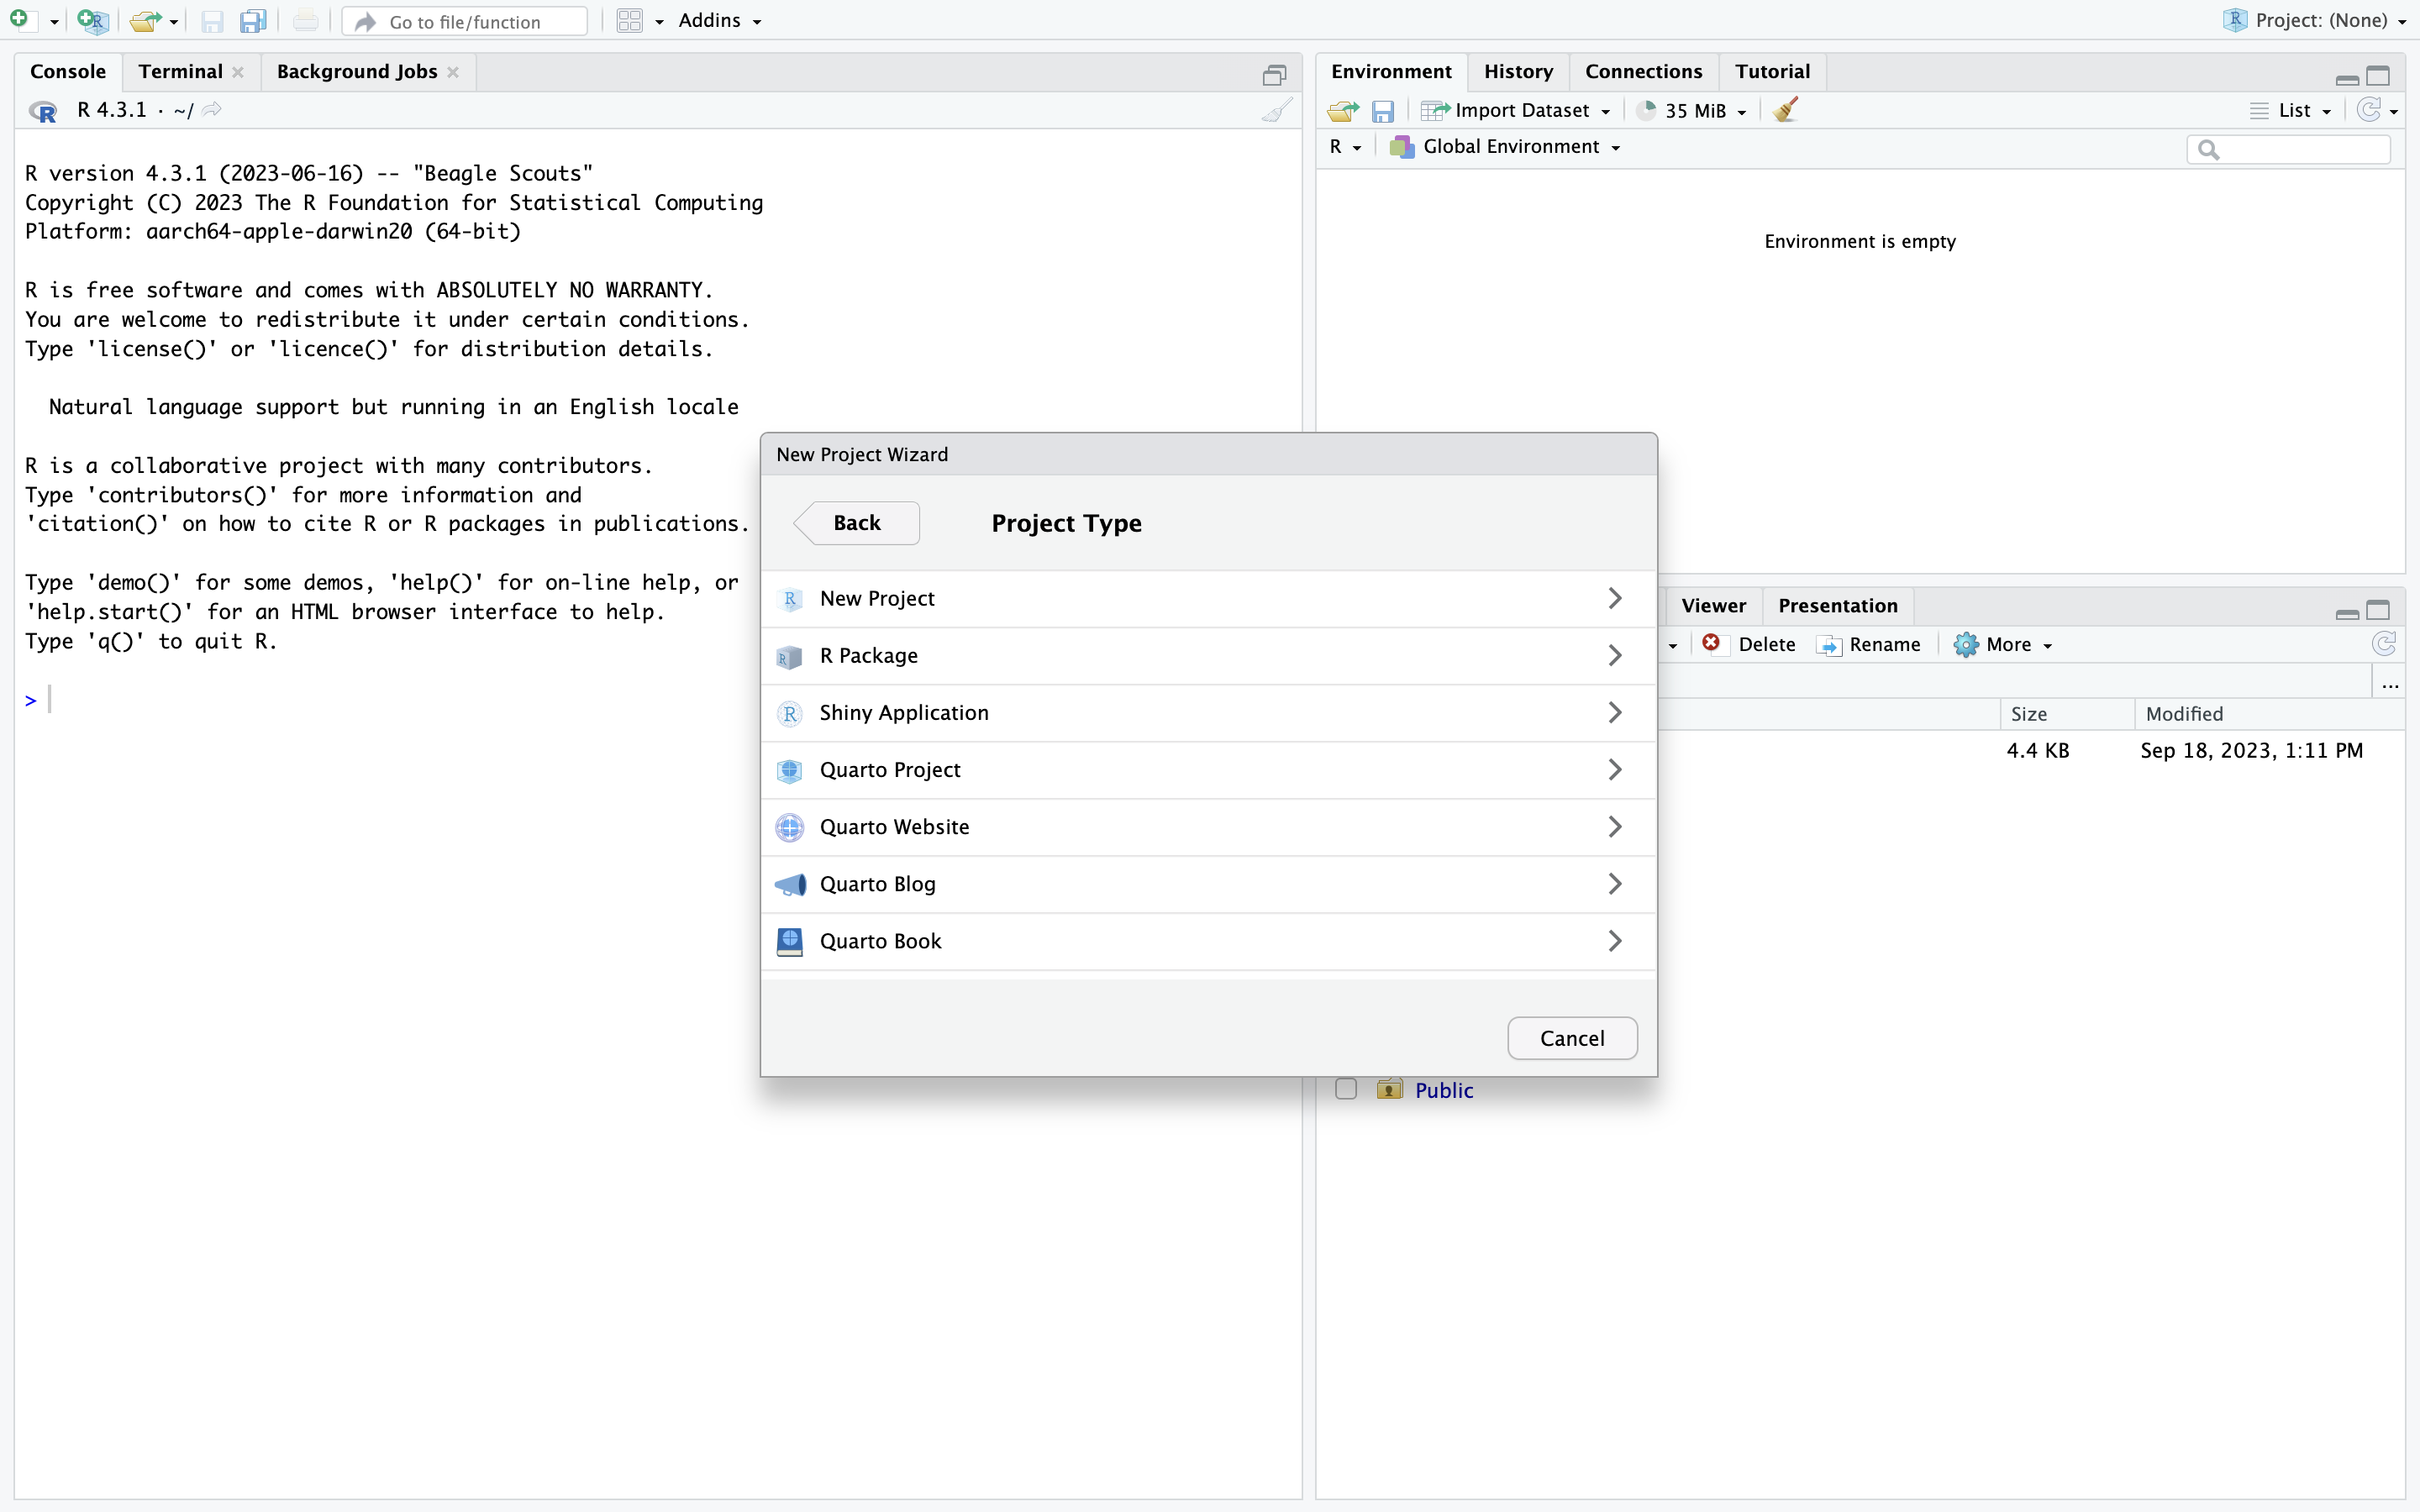 Go to file/function
Addins
Project: (None)
Console
Terminal
Background Jobs
R 4.3.1 · ~/
R version 4.3.1 (2023-06-16) -- "Beagle Scouts"
Copyright (C) 2023 The R Foundation for Statistical Computing
Platform: aarch64-apple-darwin20 (64-bit)
R is free software and comes with ABSOLUTELY NO WARRANTY.
You are welcome to redistribute it under certain conditions.
Type 'license()' or 'licence()' for distribution details.
Natural language support but running in an English locale
R is a collaborative project with many contributors.
Type 'contributors()' for more information and
'citation()' on how to cite R or R packages in publications.
Type 'demo()' for some demos, 'help()' for on-line help, or
'help.start()' for an HTML browser interface to help.
Type 'q()' to quit R.
>
Environment
History
Connections
Tutorial
Import Dataset
35 MiB
List
R
Global Environment
Environment is empty
New Project Wizard
Back
Project Type
New Project
R Package
Shiny Application
Quarto Project
Quarto Website
Quarto Blog
Quarto Book
Cancel
Viewer
Presentation
Delete
Rename
More
...
Size
Modified
4.4 KB
Sep 18, 2023, 1:11 PM
Public